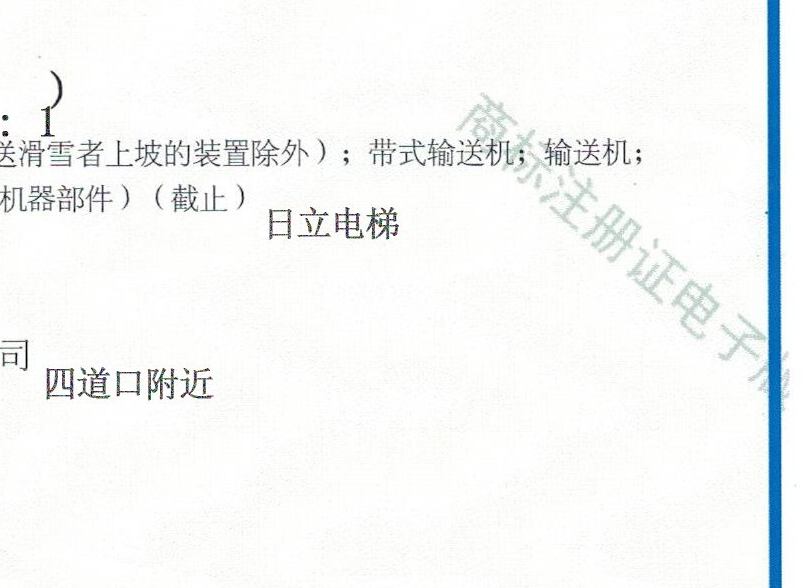 )
：1
送滑雪者上坡的装置除外）；带式输送机；输送机；
机器部件）（截止）
日立电梯
司
四道口附近
商标注册证电子